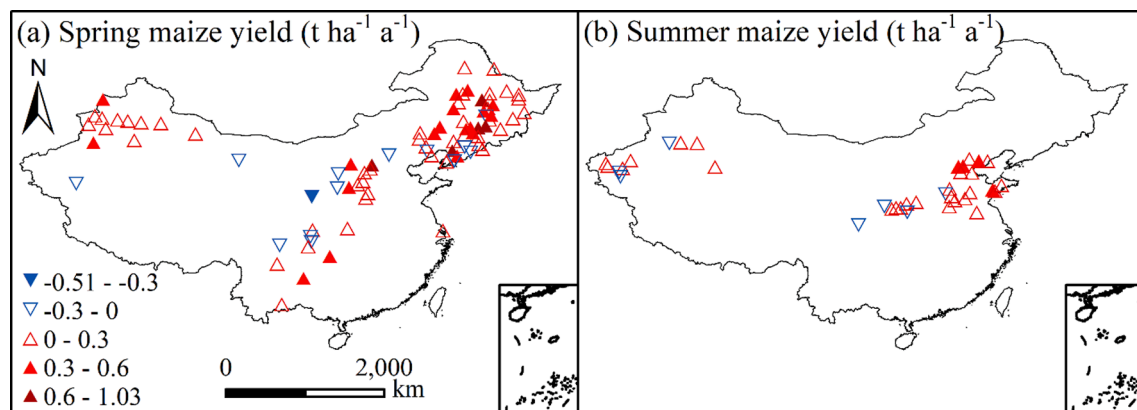 (a) Spring maize yield (t ha⁻¹ a⁻¹)
(b) Summer maize yield (t ha⁻¹ a⁻¹)
N
-0.51 - -0.3
-0.3 - 0
0 - 0.3
0.3 - 0.6
0.6 - 1.03
0 2,000
km